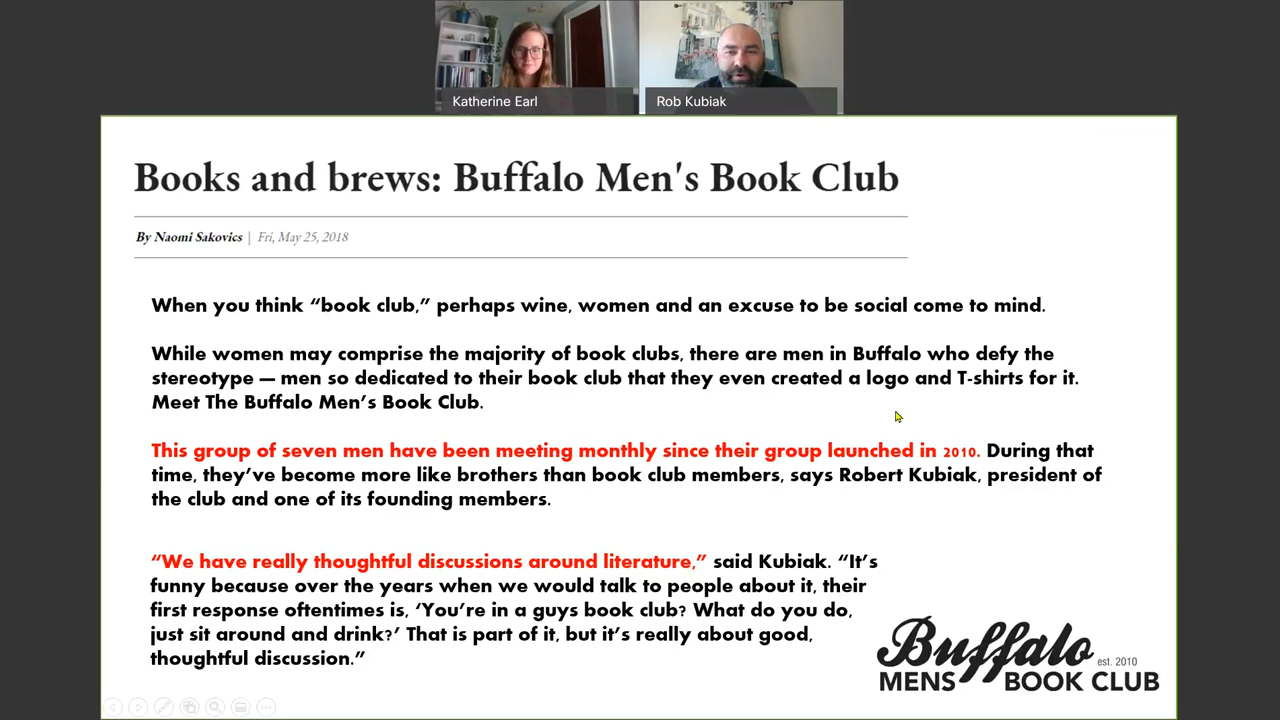 Katherine Earl
Rob Kubiak
Books and brews: Buffalo Men's Book Club
By Naomi Sakovics | Fri, May 25, 2018
When you think “book club,” perhaps wine, women and an excuse to be social come to mind.
While women may comprise the majority of book clubs, there are men in Buffalo who defy the
stereotype — men so dedicated to their book club that they even created a logo and T-shirts for it.
Meet The Buffalo Men’s Book Club.
This group of seven men have been meeting monthly since their group launched in 2010. During that
time, they’ve become more like brothers than book club members, says Robert Kubiak, president of
the club and one of its founding members.
“We have really thoughtful discussions around literature,” said Kubiak. “It’s
funny because over the years when we would talk to people about it, their
first response oftentimes is, ‘You’re in a guys book club? What do you do,
just sit around and drink?’ That is part of it, but it’s really about good,
thoughtful discussion.”
Buffalo est. 2010
MENS BOOK CLUB